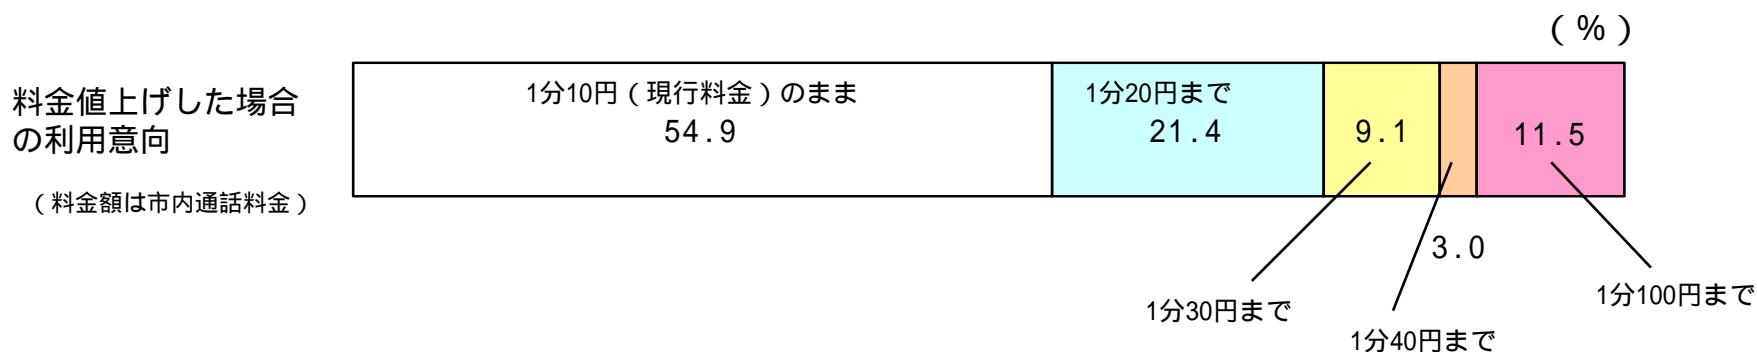 (%)
料金値上げした場合
の利用意向
(料金額は市内通話料金)
1分10円(現行料金)のまま
54.9
1分20円まで
21.4
9.1
11.5
3.0
1分30円まで
1分40円まで
1分100円まで